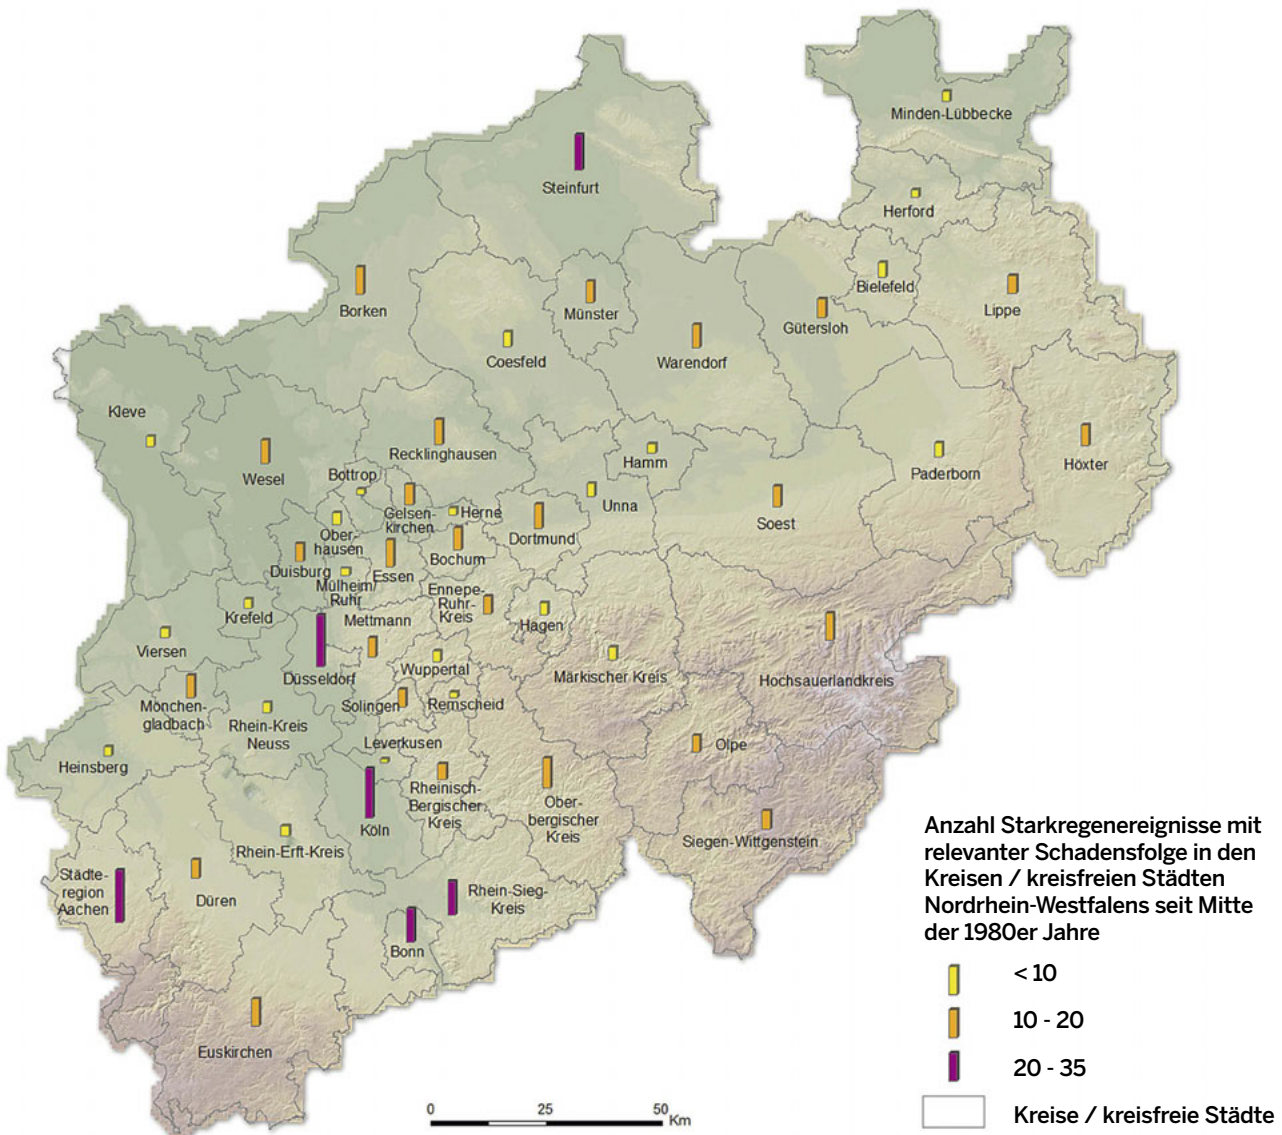 Minden-Lübbecke
Steinfurt
Herford
Bielefeld
Lippe
Borken
Münster
Gütersloh
Coesfeld
Warendorf
Kleve
Recklinghausen
Hamm
Höxter
Wesel
Bottrop
Paderborn
Gelsen-
kirchen
Herne
Unna
Soest
Ober-
hausen
Dortmund
Bochum
Duisburg
Essen
Mülheim/
Ruhr
Ennepe-
Ruhr-
Kreis
Krefeld
Mettmann
Hagen
Viersen
Düsseldorf
Wuppertal
Märkischer Kreis
Hochsauerlandkreis
Mönchen-
gladbach
Solingen
Remscheid
Rhein-Kreis
Neuss
Leverkusen
Olpe
Heinsberg
Rheinisch-
Bergischer
Kreis
Ober-
bergischer
Kreis
Köln
Siegen-Wittgenstein
Rhein-Erft-Kreis
Städte-
region
Aachen
Düren
Rhein-Sieg-
Kreis
Bonn
Euskirchen
Anzahl Starkregenereignisse mit
relevanter Schadensfolge in den
Kreisen / kreisfreien Städten
Nordrhein-Westfalens seit Mitte
der 1980er Jahre
< 10
10 - 20
20 - 35
Kreise / kreisfreie Städte
0 25 50
Km